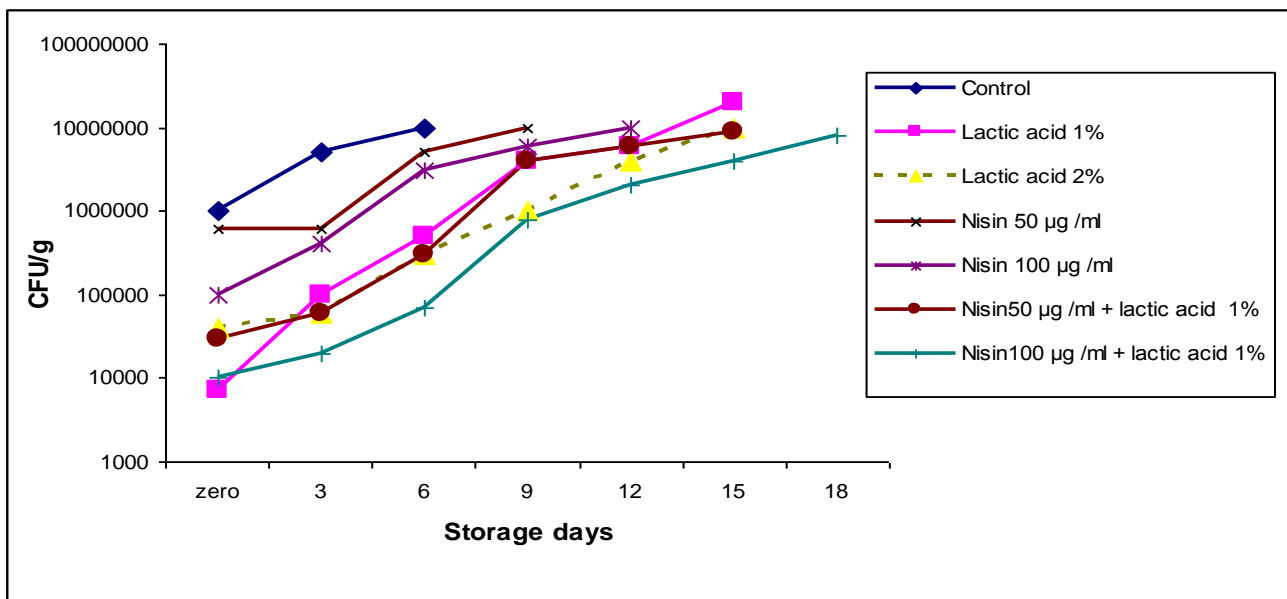 100000000
10000000
1000000
100000
10000
1000
CFU/g
zero 3 6 9 12 15 18
Storage days
Control
Lactic acid 1%
Lactic acid 2%
Nisin 50 µg /ml
Nisin 100 µg /ml
Nisin50 µg /ml + lactic acid 1%
Nisin100 µg /ml + lactic acid 1%